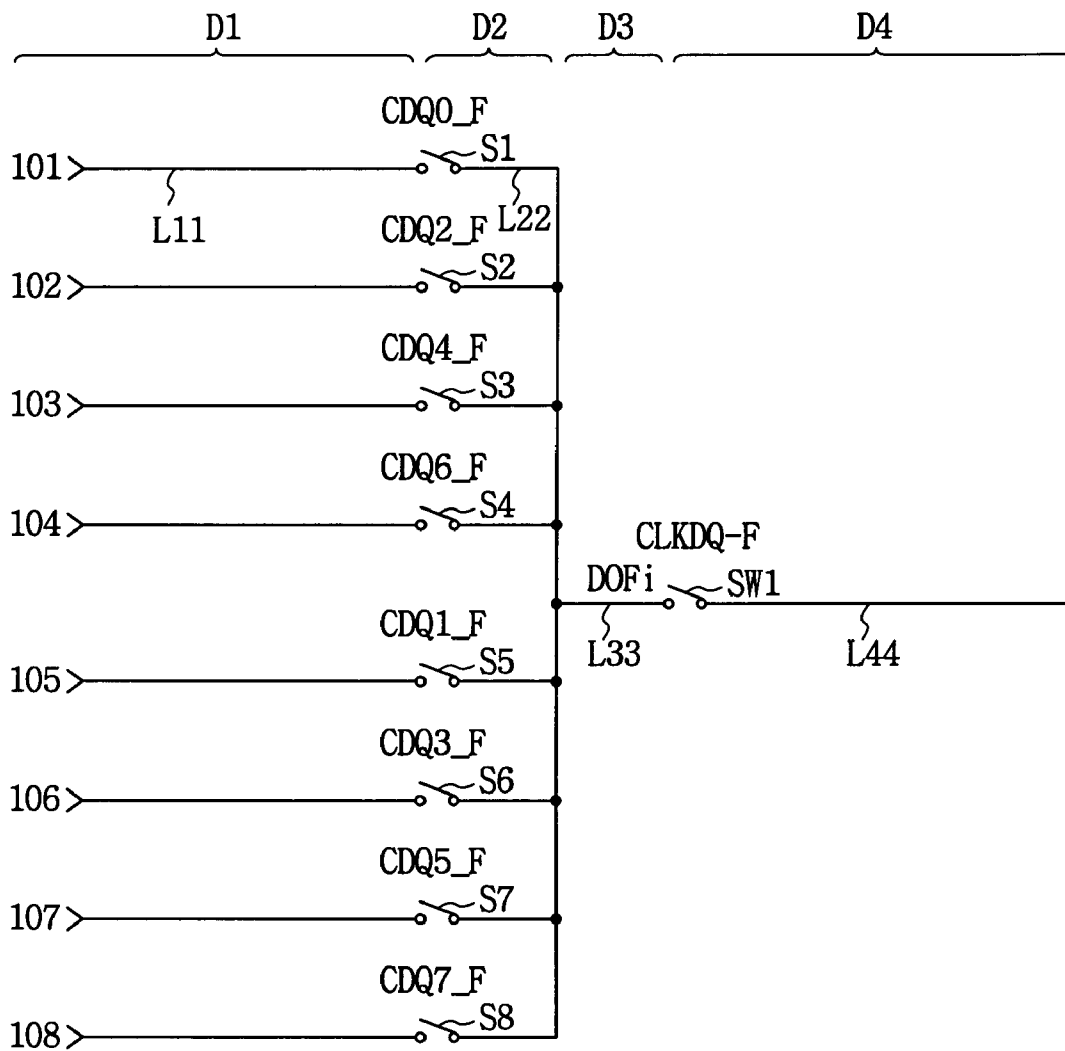 D1 D2 D3 D4
CDQ0_F
101 S1
L11 L22
CDQ2_F
102 S2
CDQ4_F
103 S3
CDQ6_F
104 S4
CLKDQ-F
DOFi SW1
L33 L44
CDQ1_F
105 S5
CDQ3_F
106 S6
CDQ5_F
107 S7
CDQ7_F
108 S8